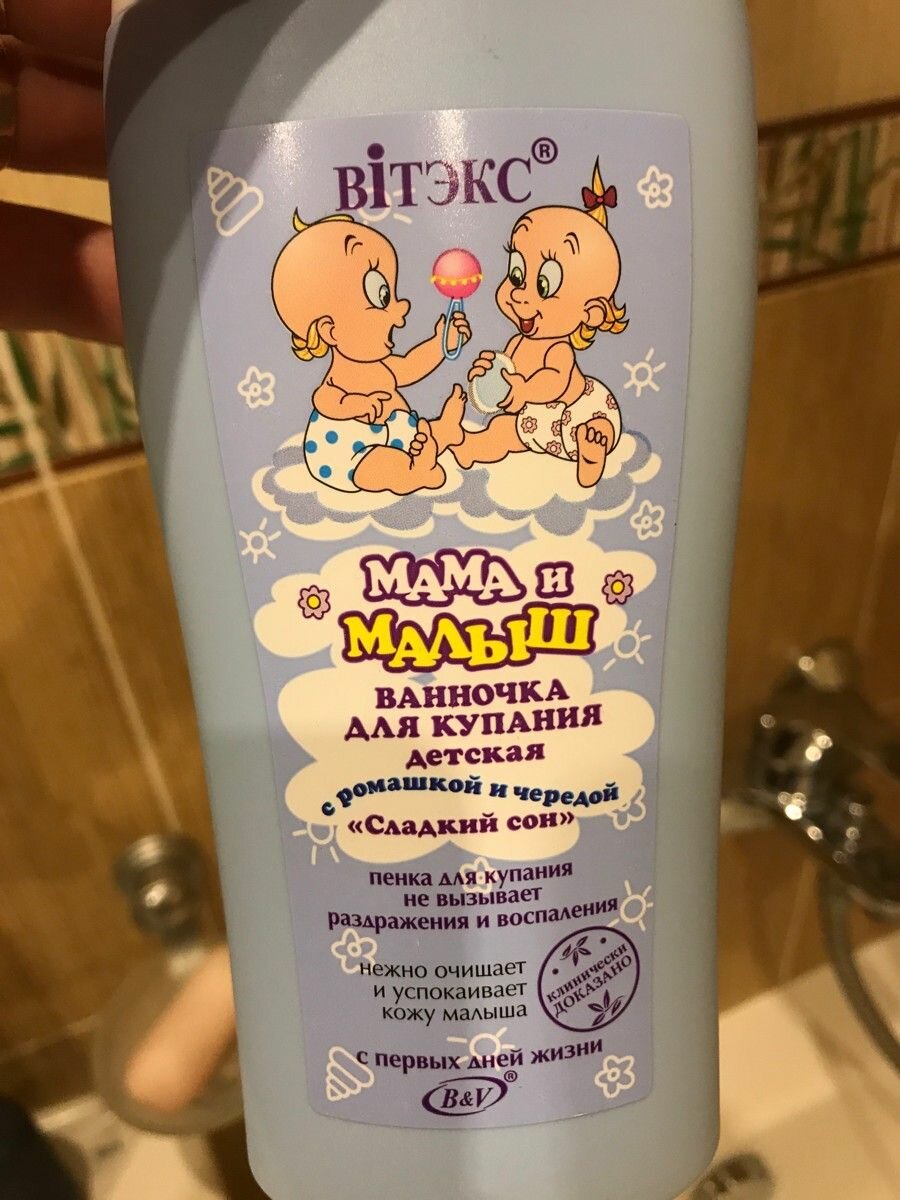 ВіТЭКС®
МАМА и
МАЛЫШ
ВАННОЧКА
ДЛЯ КУПАНИЯ
детская
с ромашкой и чередой
«Сладкий сон»
пенка для купания
не вызывает
раздражения и воспаления
нежно очищает
и успокаивает
кожу малыша
клинически
ДОКАЗАНО
с первых дней жизни
B&V®